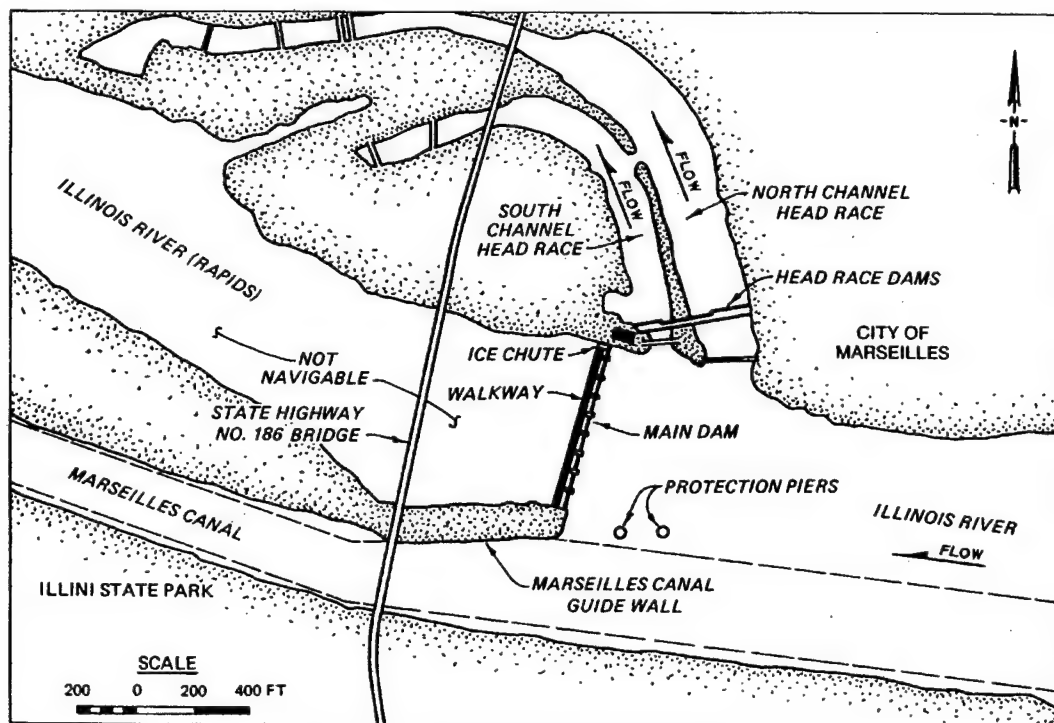 -N-
FLOW
FLOW
NORTH CHANNEL
HEAD RACE
SOUTH
CHANNEL
HEAD RACE
ILLINOIS RIVER (RAPIDS)
HEAD RACE DAMS
CITY OF
MARSEILLES
ICE CHUTE
NOT
NAVIGABLE
WALKWAY
STATE HIGHWAY
NO. 186 BRIDGE
MAIN DAM
MARSEILLES CANAL
PROTECTION PIERS
ILLINOIS RIVER
FLOW
ILLINI STATE PARK
MARSEILLES CANAL
GUIDE WALL
SCALE
200 0 200 400 FT